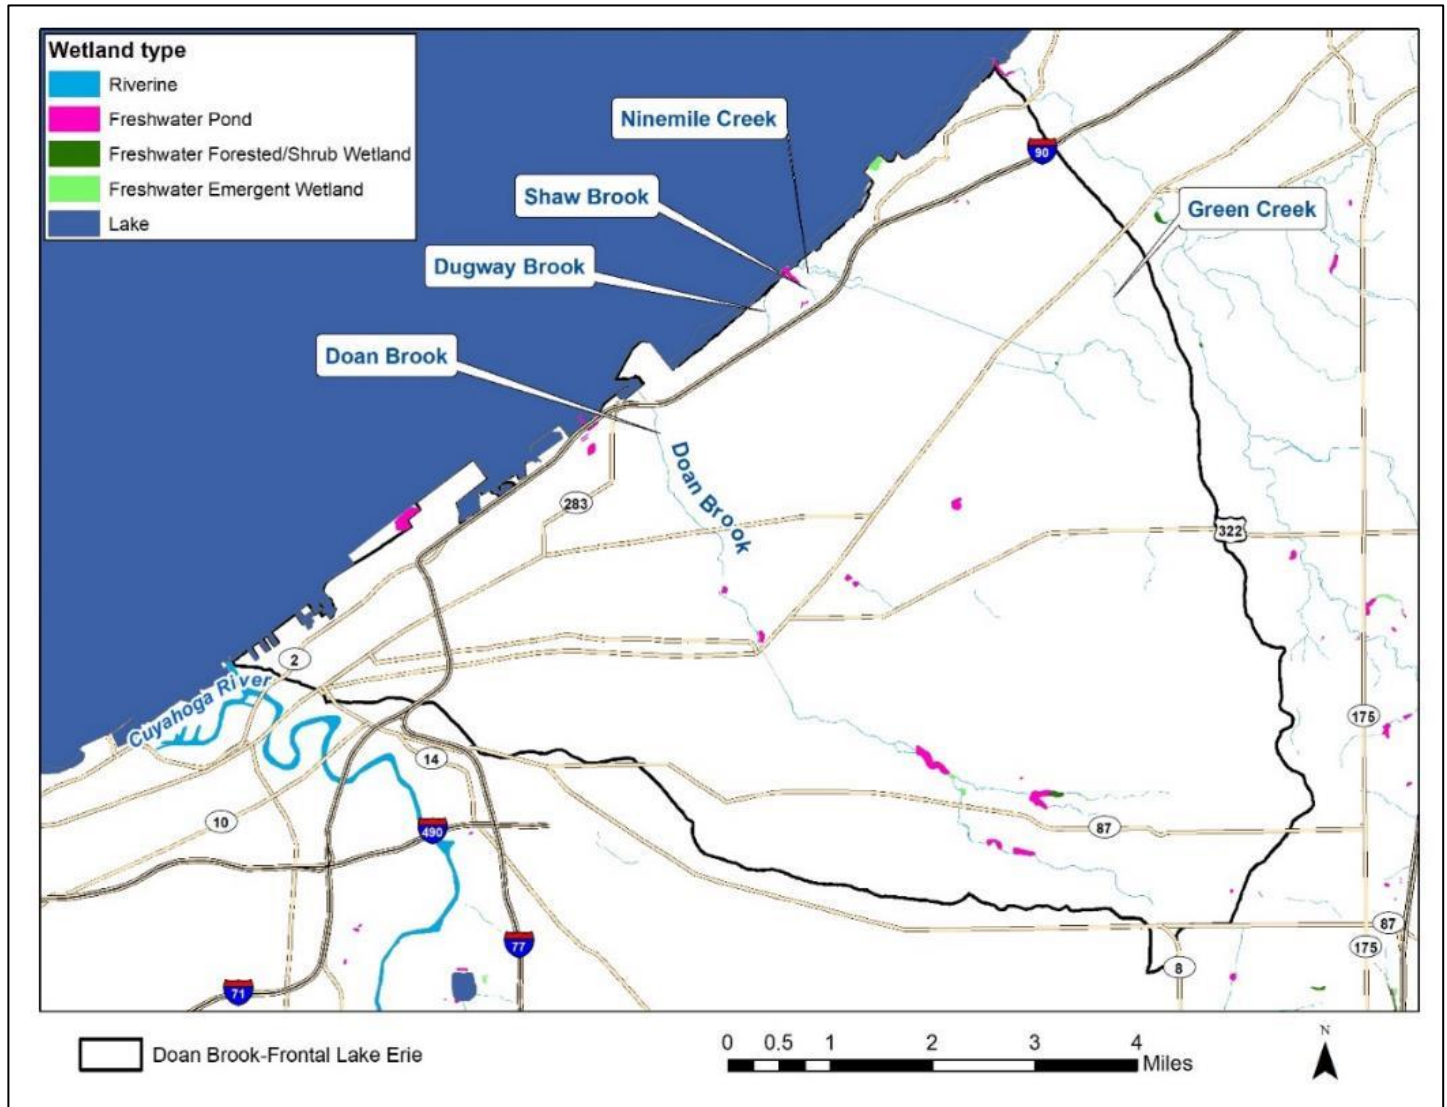 Wetland type
Riverine
Freshwater Pond
Freshwater Forested/Shrub Wetland
Freshwater Emergent Wetland
Lake
Ninemile Creek
90
Shaw Brook
Green Creek
Dugway Brook
Doan Brook
Doan Brook
283
322
2
Cuyahoga River
175
14
10
490
87
87
77
175
8
71
Doan Brook-Frontal Lake Erie
0 0.5 1 2 3 4
Miles
N